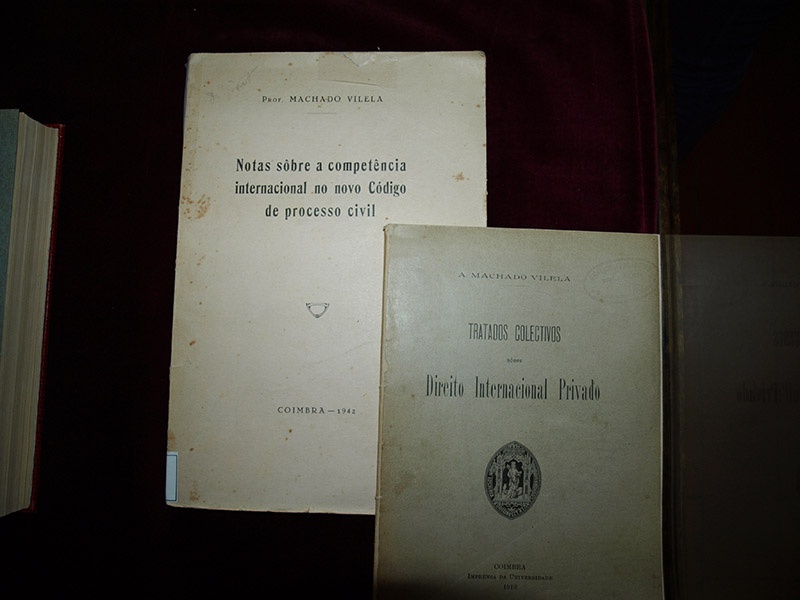 Prof. MACHADO VILELA
Notas sôbre a competência
internacional no novo Código
de processo civil
COIMBRA — 1942
A. MACHADO VILELA
TRATADOS COLECTIVOS
SÔBRE
Direito Internacional Privado
COIMBRA
IMPRENSA DA UNIVERSIDADE